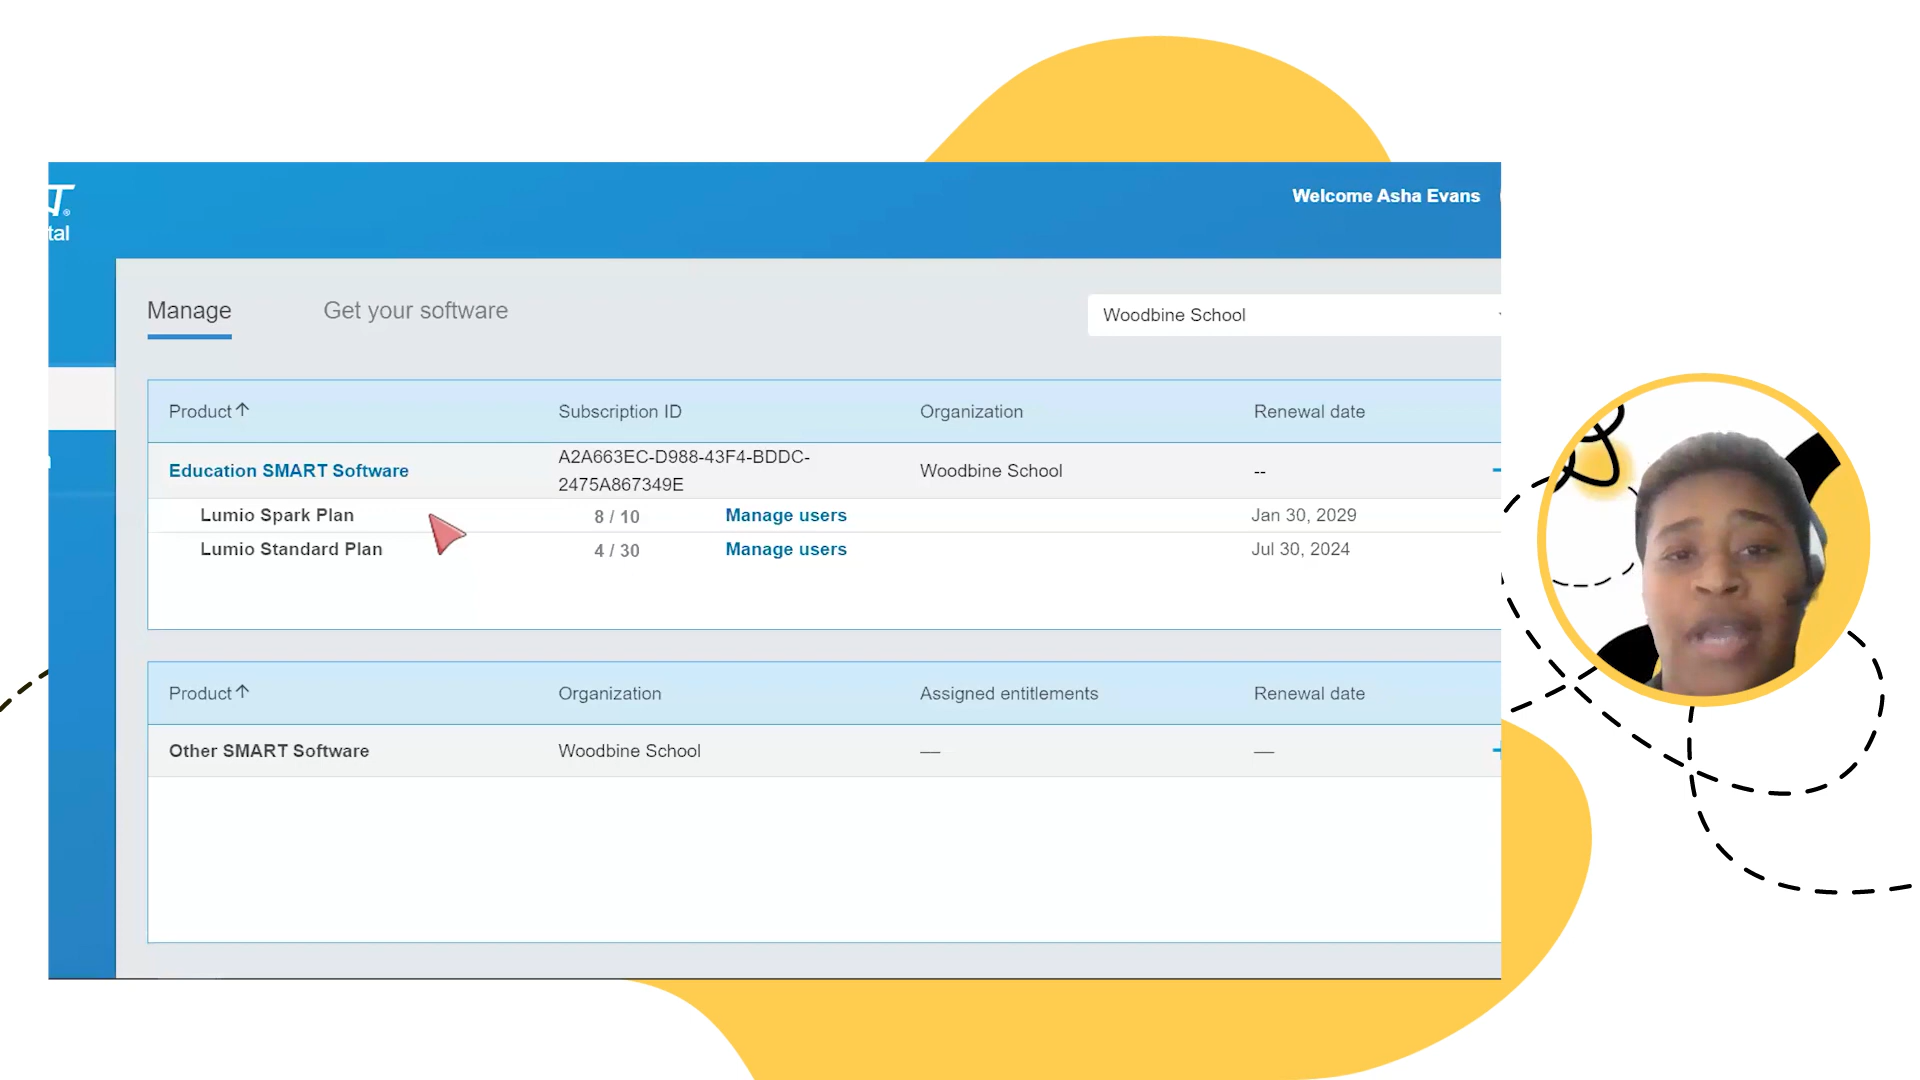 tal
Welcome Asha Evans
Manage
Get your software
Woodbine School
Product↑ Subscription ID Organization Renewal date
Education SMART Software A2A663EC-D988-43F4-BDDC- Woodbine School --
2475A867349E
Lumio Spark Plan 8 / 10 Manage users Jan 30, 2029
Lumio Standard Plan 4 / 30 Manage users Jul 30, 2024
Product↑ Organization Assigned entitlements Renewal date
Other SMART Software Woodbine School — —